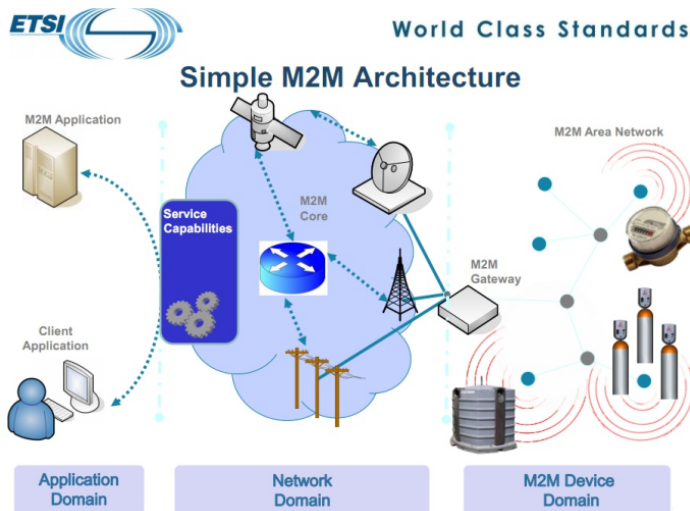 ETSI
World Class Standards
Simple M2M Architecture
M2M Application
M2M Area Network
M2M
Core
Service
Capabilities
M2M
Gateway
Client
Application
Application
Domain
Network
Domain
M2M Device
Domain